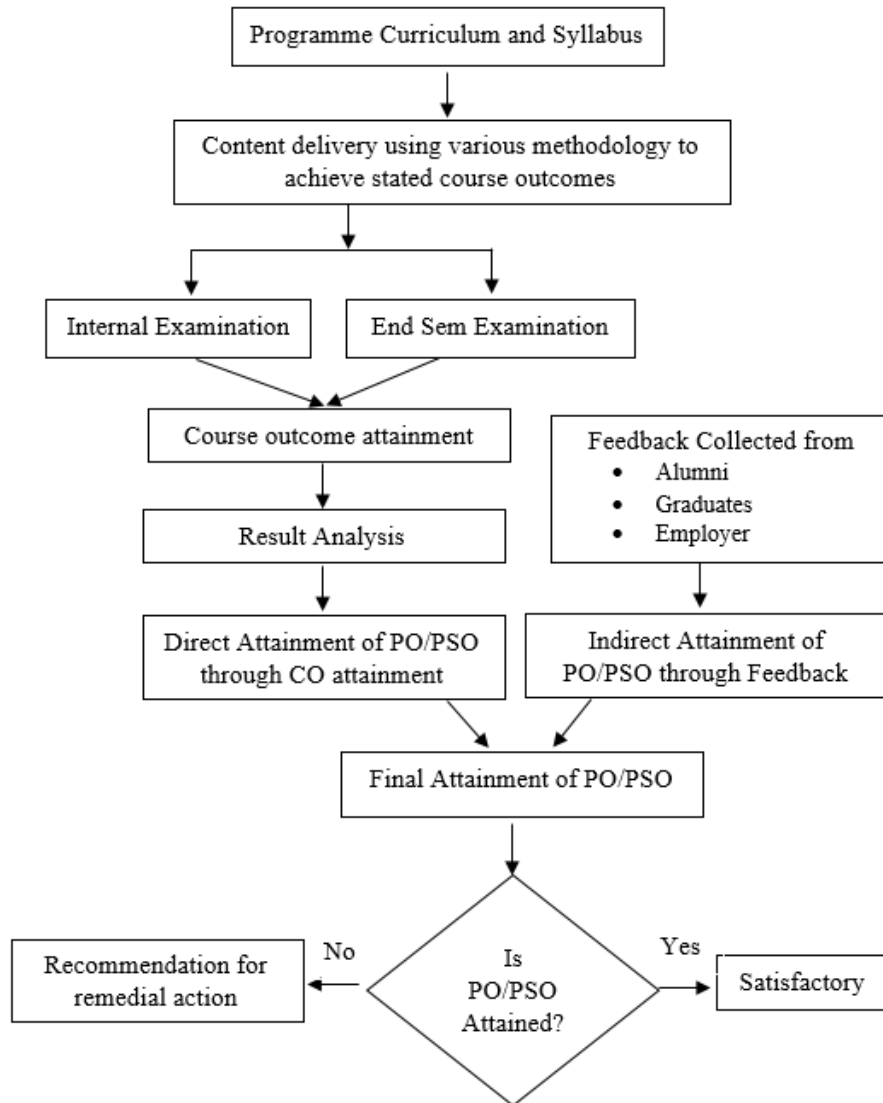 Programme Curriculum and Syllabus
Content delivery using various methodology to
achieve stated course outcomes
Internal Examination
End Sem Examination
Course outcome attainment
Feedback Collected from
• Alumni
• Graduates
• Employer
Result Analysis
Direct Attainment of PO/PSO
through CO attainment
Indirect Attainment of
PO/PSO through Feedback
Final Attainment of PO/PSO
Is
PO/PSO
Attained?
No
Yes
Recommendation for
remedial action
Satisfactory